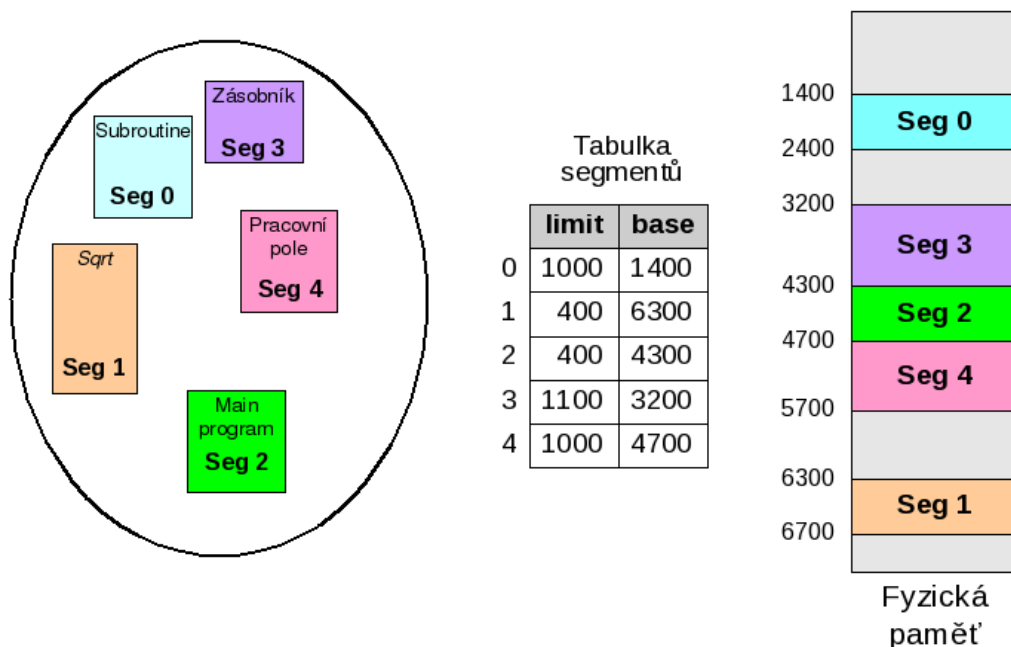 Zásobník
Seg 3
Subroutine
Seg 0
Pracovní
pole
Seg 4
Sqrt
Seg 1
Main
program
Seg 2
Tabulka
segmentů
limit base
0 1000 1400
1 400 6300
2 400 4300
3 1100 3200
4 1000 4700
1400
Seg 0
2400
3200
Seg 3
4300
Seg 2
4700
Seg 4
5700
6300
Seg 1
6700
Fyzická
paměť